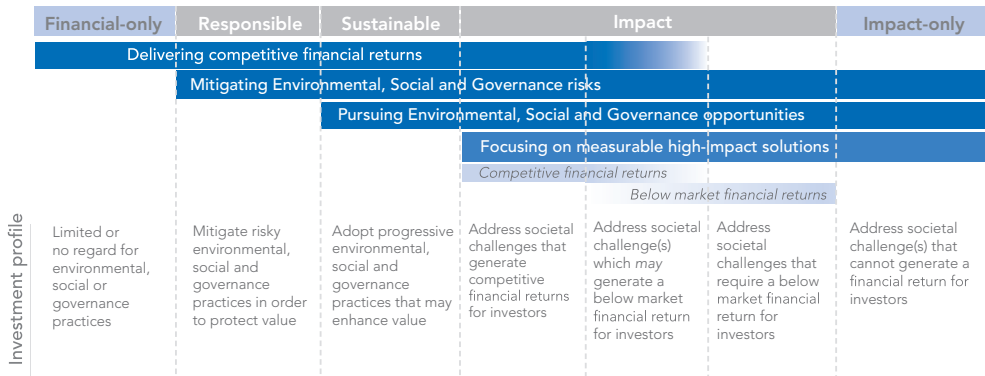 Financial-only
Responsible
Sustainable
Impact
Impact-only
Delivering competitive financial returns
Mitigating Environmental, Social and Governance risks
Pursuing Environmental, Social and Governance opportunities
Focusing on measurable high-impact solutions
Competitive financial returns
Below market financial returns
Investment profile
Limited or
no regard for
environmental,
social or
governance
practices
Mitigate risky
environmental,
social and
governance
practices in order
to protect value
Adopt progressive
environmental,
social and
governance
practices that may
enhance value
Address societal
challenges that
generate
competitive
financial returns
for investors
Address societal
challenge(s)
which may
generate a
below market
financial return
for investors
Address
societal
challenges that
require a below
market financial
return for
investors
Address societal
challenge(s) that
cannot generate a
financial return for
investors